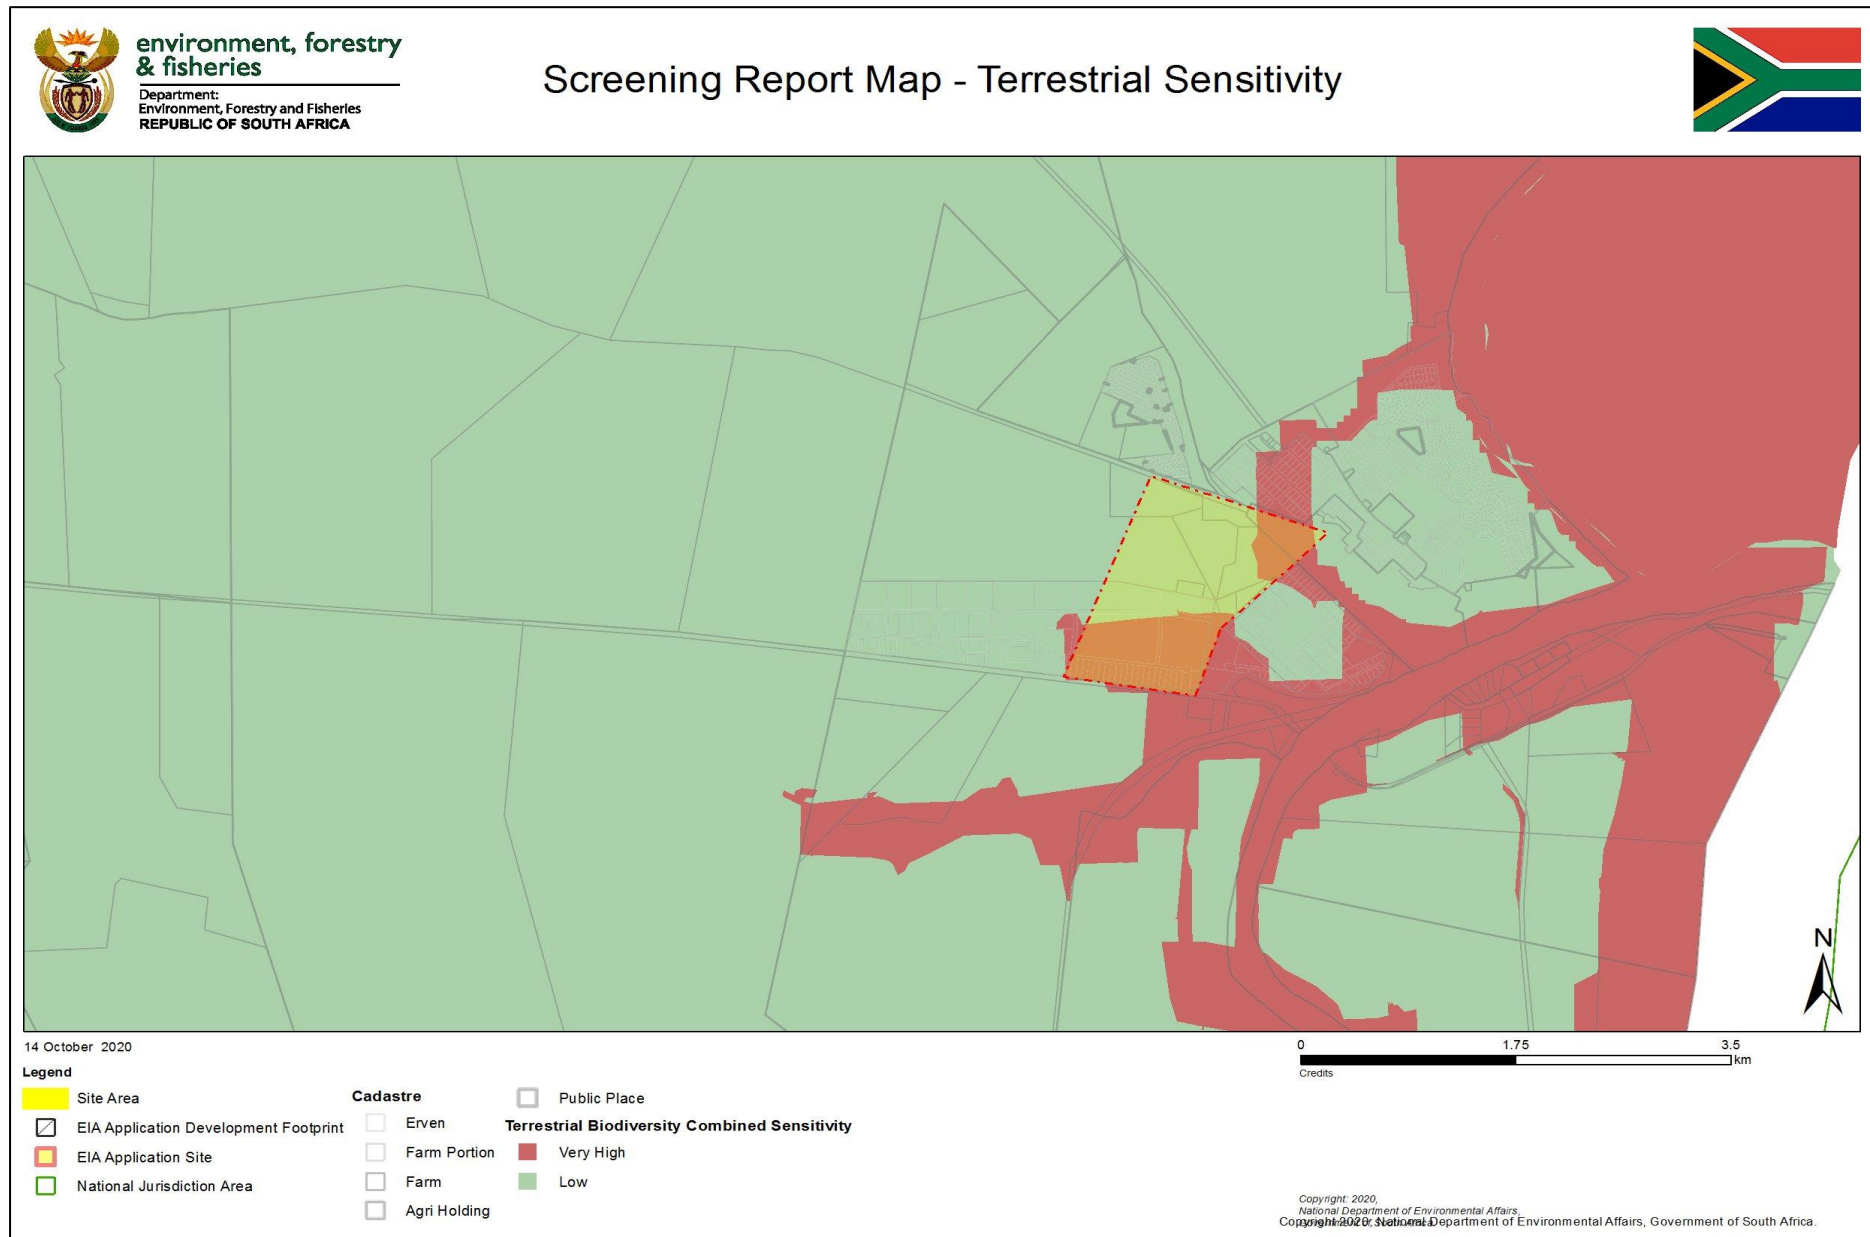 environment, forestry
& fisheries
Department:
Environment, Forestry and Fisheries
REPUBLIC OF SOUTH AFRICA
Screening Report Map - Terrestrial Sensitivity
N
14 October 2020
0 1.75 3.5
km
Credits
Legend
Site Area
EIA Application Development Footprint
EIA Application Site
National Jurisdiction Area
Cadastre
Erven
Farm Portion
Farm
Agri Holding
Public Place
Terrestrial Biodiversity Combined Sensitivity
Very High
Low
Copyright: 2020,
National Department of Environmental Affairs,
Copyright 2020, National Department of Environmental Affairs, Government of South Africa.